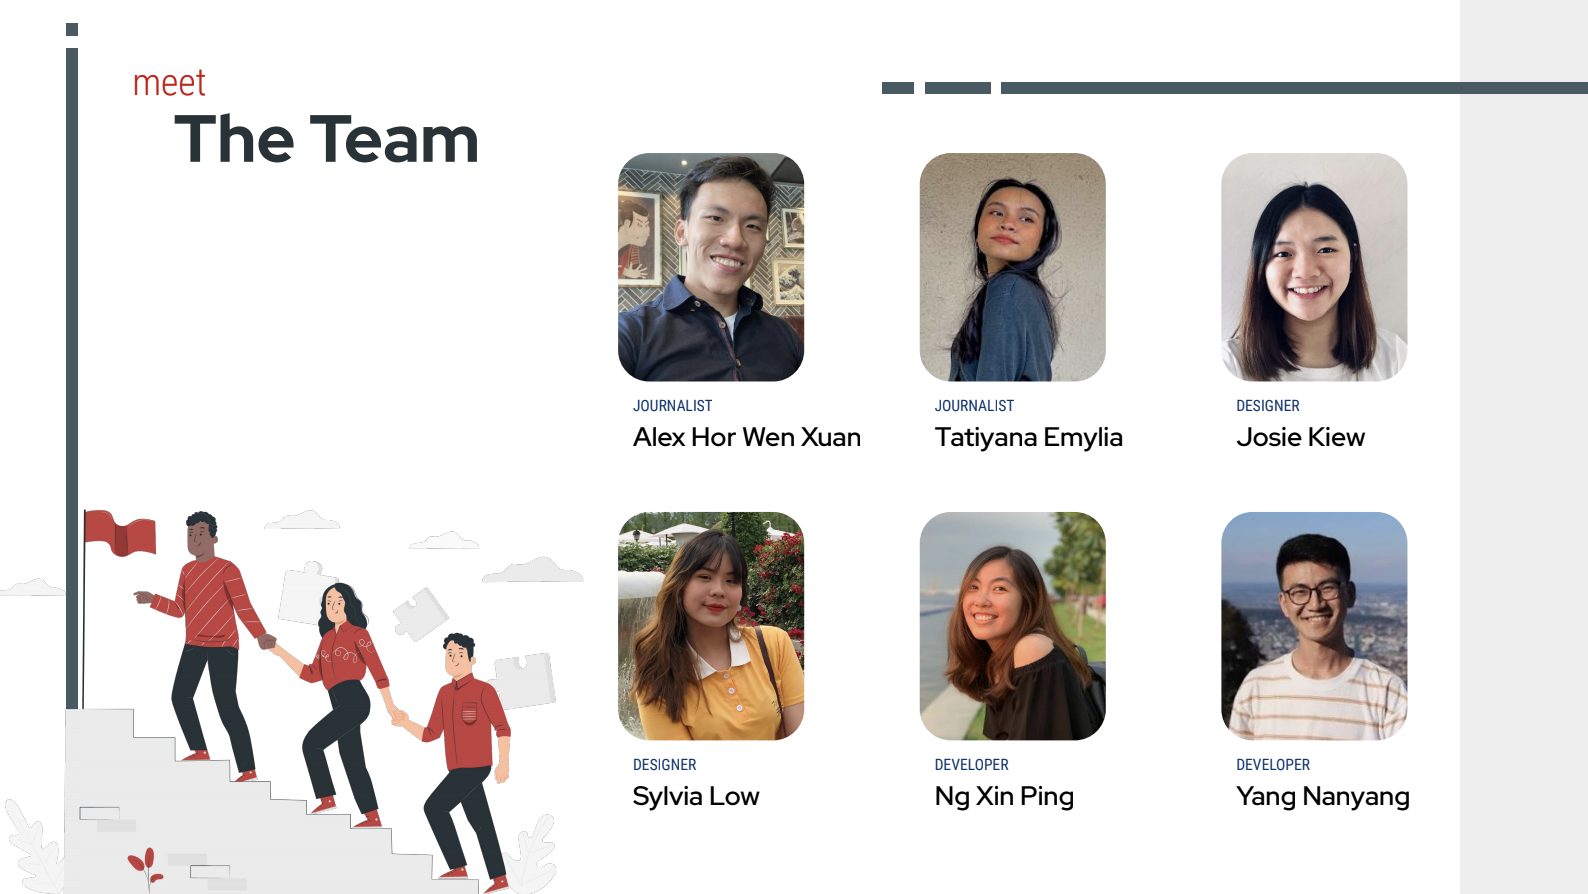 meet
The Team
JOURNALIST
Alex Hor Wen Xuan
JOURNALIST
Tatiyana Emylia
DESIGNER
Josie Kiew
DESIGNER
Sylvia Low
DEVELOPER
Ng Xin Ping
DEVELOPER
Yang Nanyang